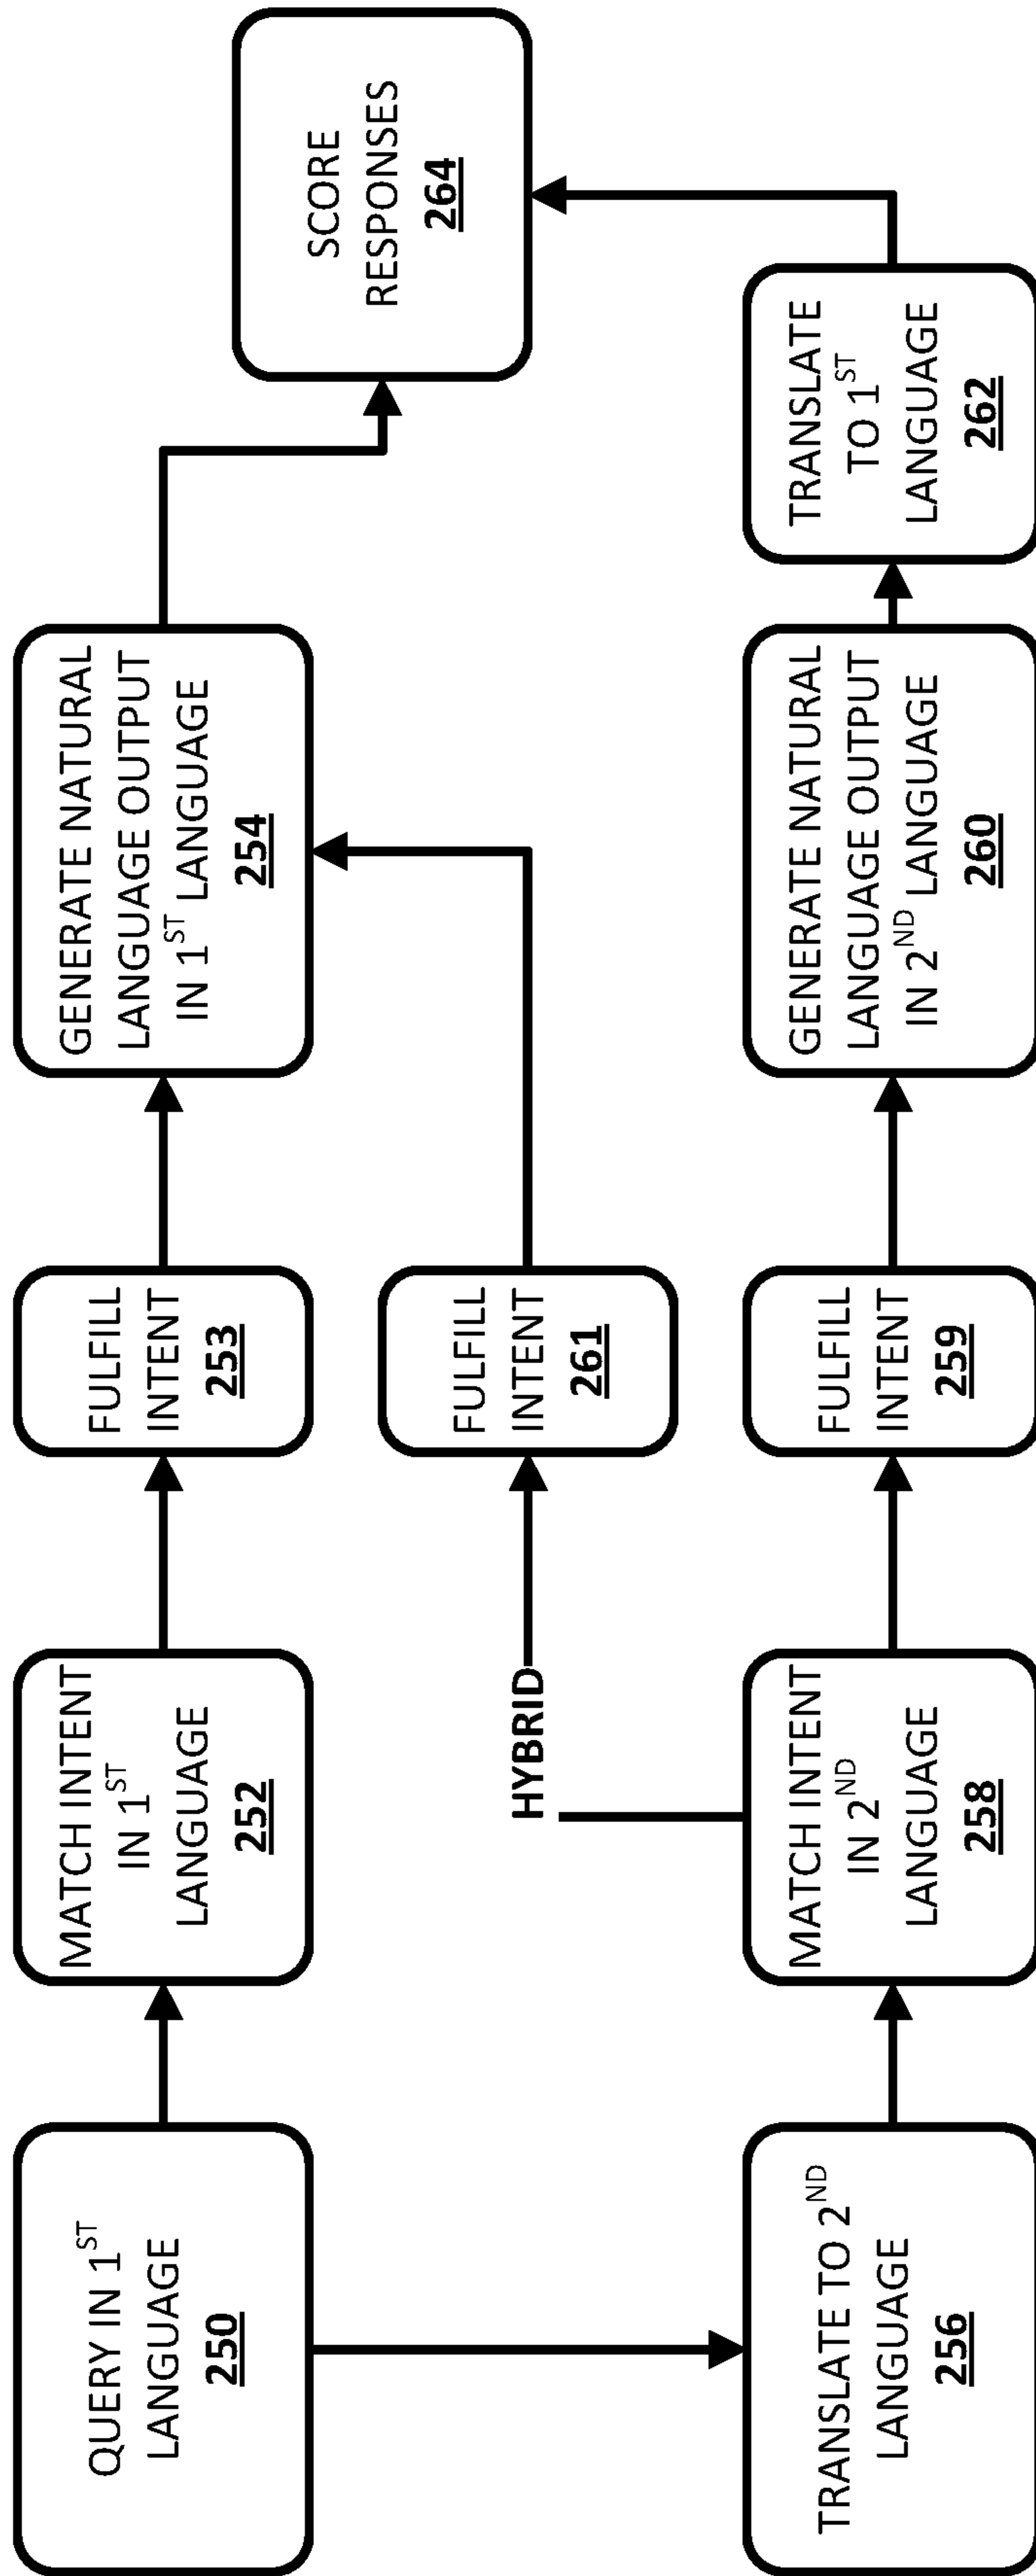 QUERY IN 1ST
LANGUAGE
250
MATCH INTENT
IN 1ST
LANGUAGE
252
FULFILL
INTENT
253
GENERATE NATURAL
LANGUAGE OUTPUT
IN 1ST LANGUAGE
254
SCORE
RESPONSES
264
HYBRID
FULFILL
INTENT
261
TRANSLATE TO 2ND
LANGUAGE
256
MATCH INTENT
IN 2ND
LANGUAGE
258
FULFILL
INTENT
259
GENERATE NATURAL
LANGUAGE OUTPUT
IN 2ND LANGUAGE
260
TRANSLATE
TO 1ST
LANGUAGE
262